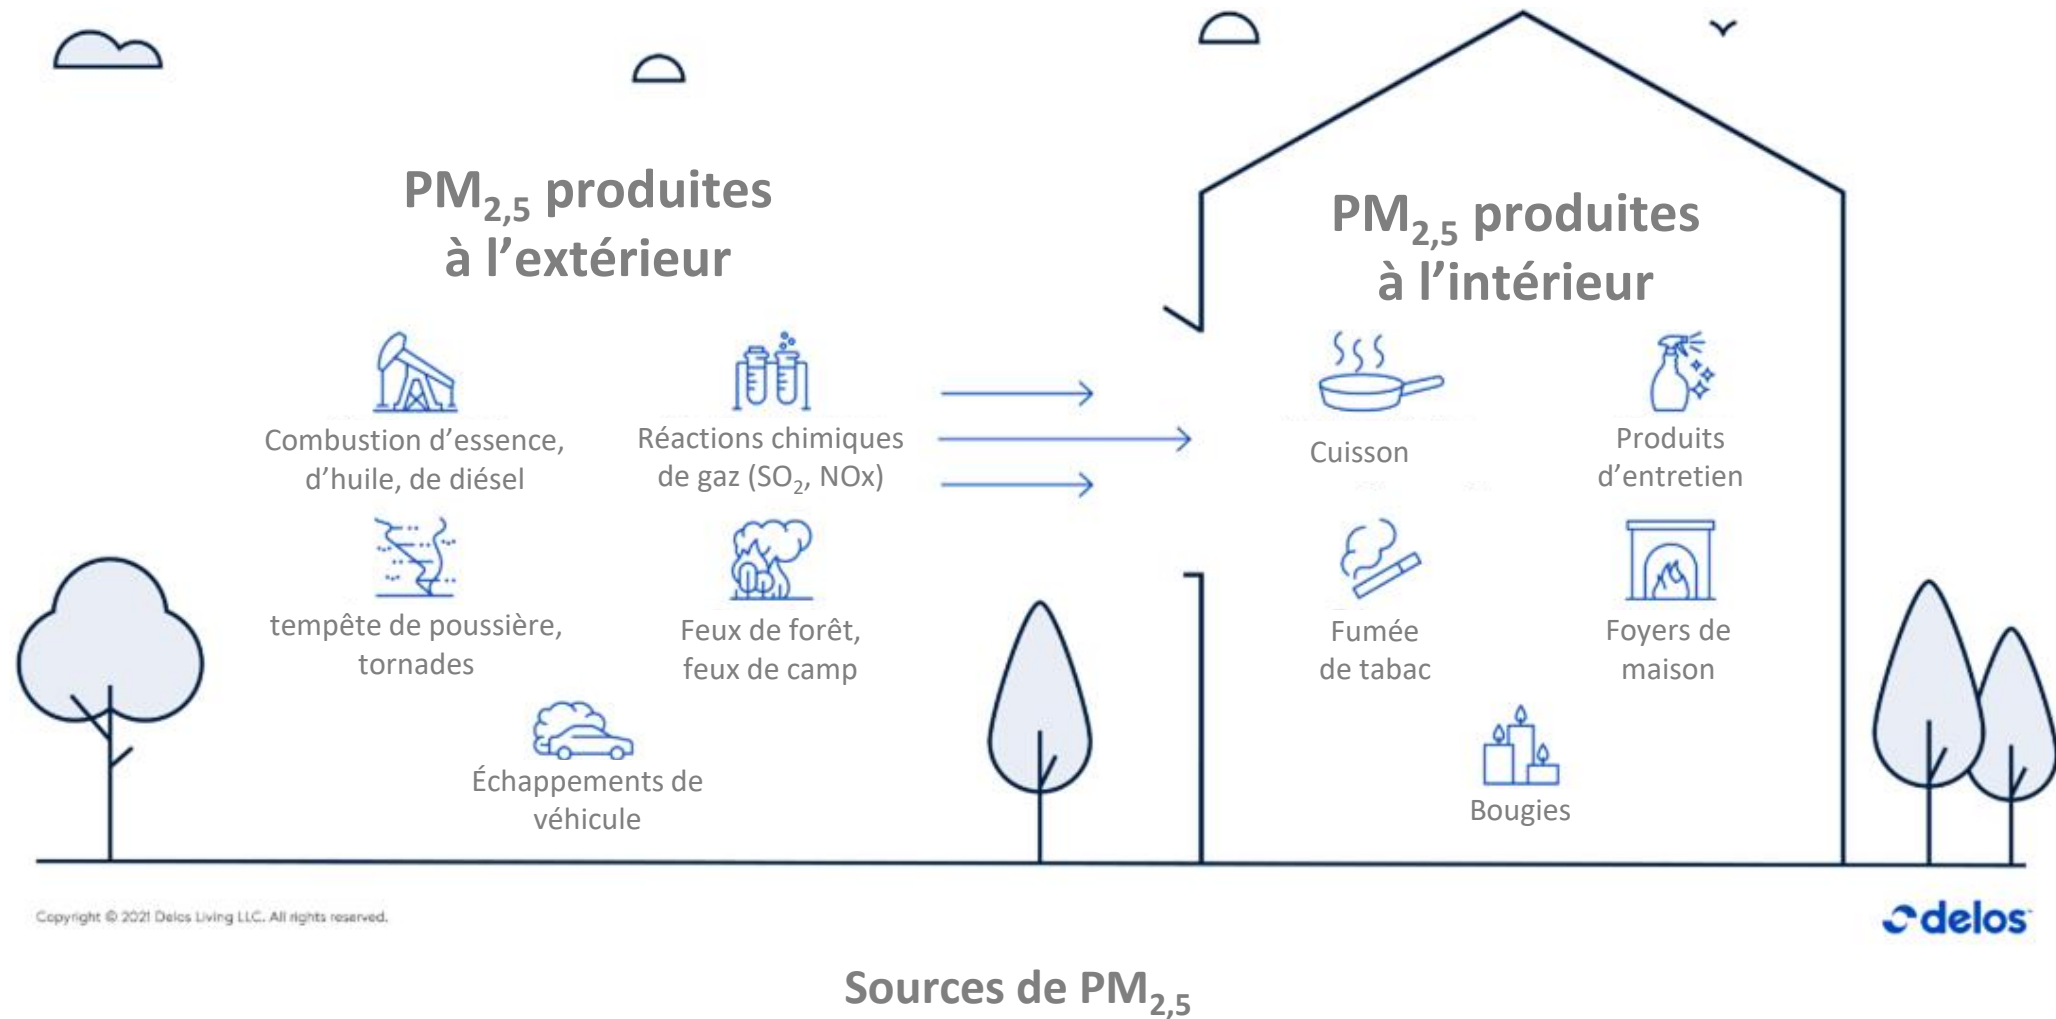 PM2,5 produites
à l’extérieur
PM2,5 produites
à l’intérieur
Combustion d’essence,
d’huile, de diésel
Réactions chimiques
de gaz (SO2, NOx)
Cuisson
Produits
d’entretien
tempête de poussière,
tornades
Feux de forêt,
feux de camp
Fumée
de tabac
Foyers de
maison
Échappements de
véhicule
Bougies
Copyright © 2021 Delos Living LLC. All rights reserved.
delos
Sources de PM2,5